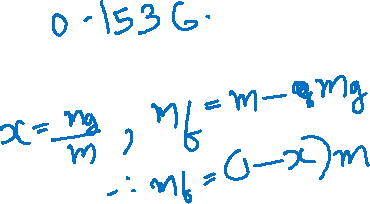 0.1536.
x = mg/m , mf = m - mg
∴ mf = (1-x)m